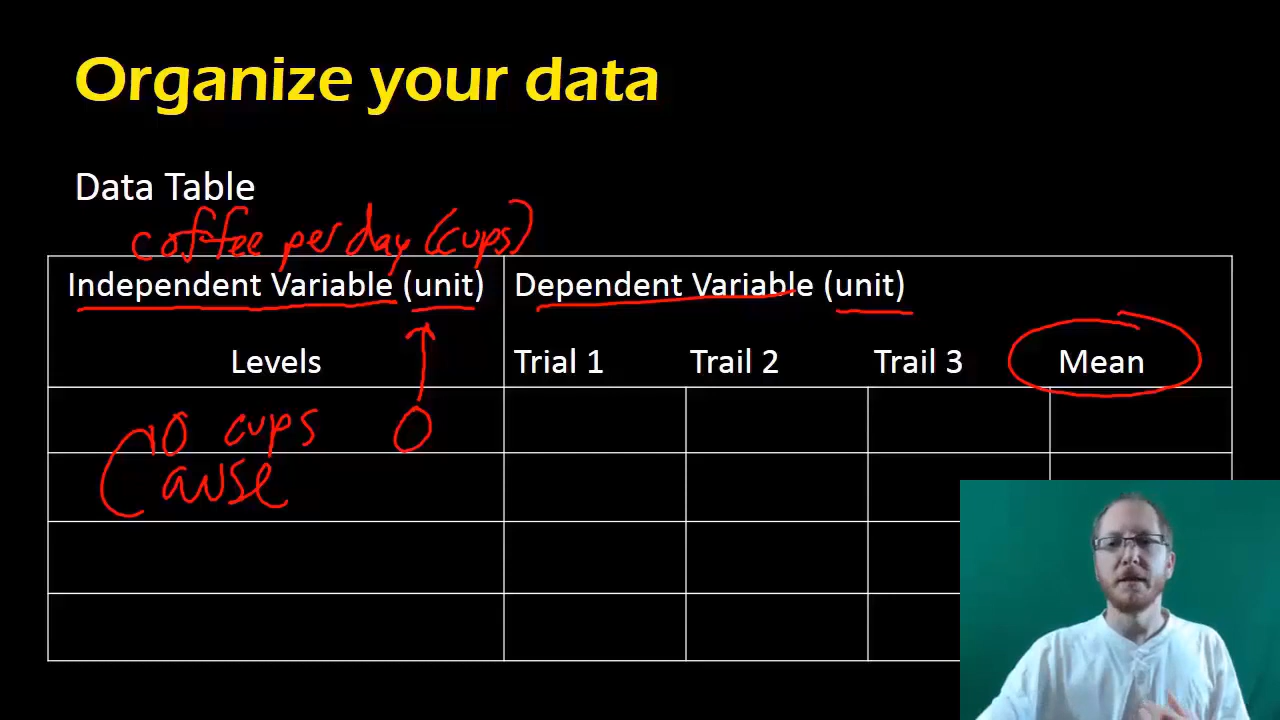 Organize your data
Data Table
coffee per day (cups)
Independent Variable (unit) Dependent Variable (unit)
Levels Trial 1 Trail 2 Trail 3 Mean
0 cups 0
Cause